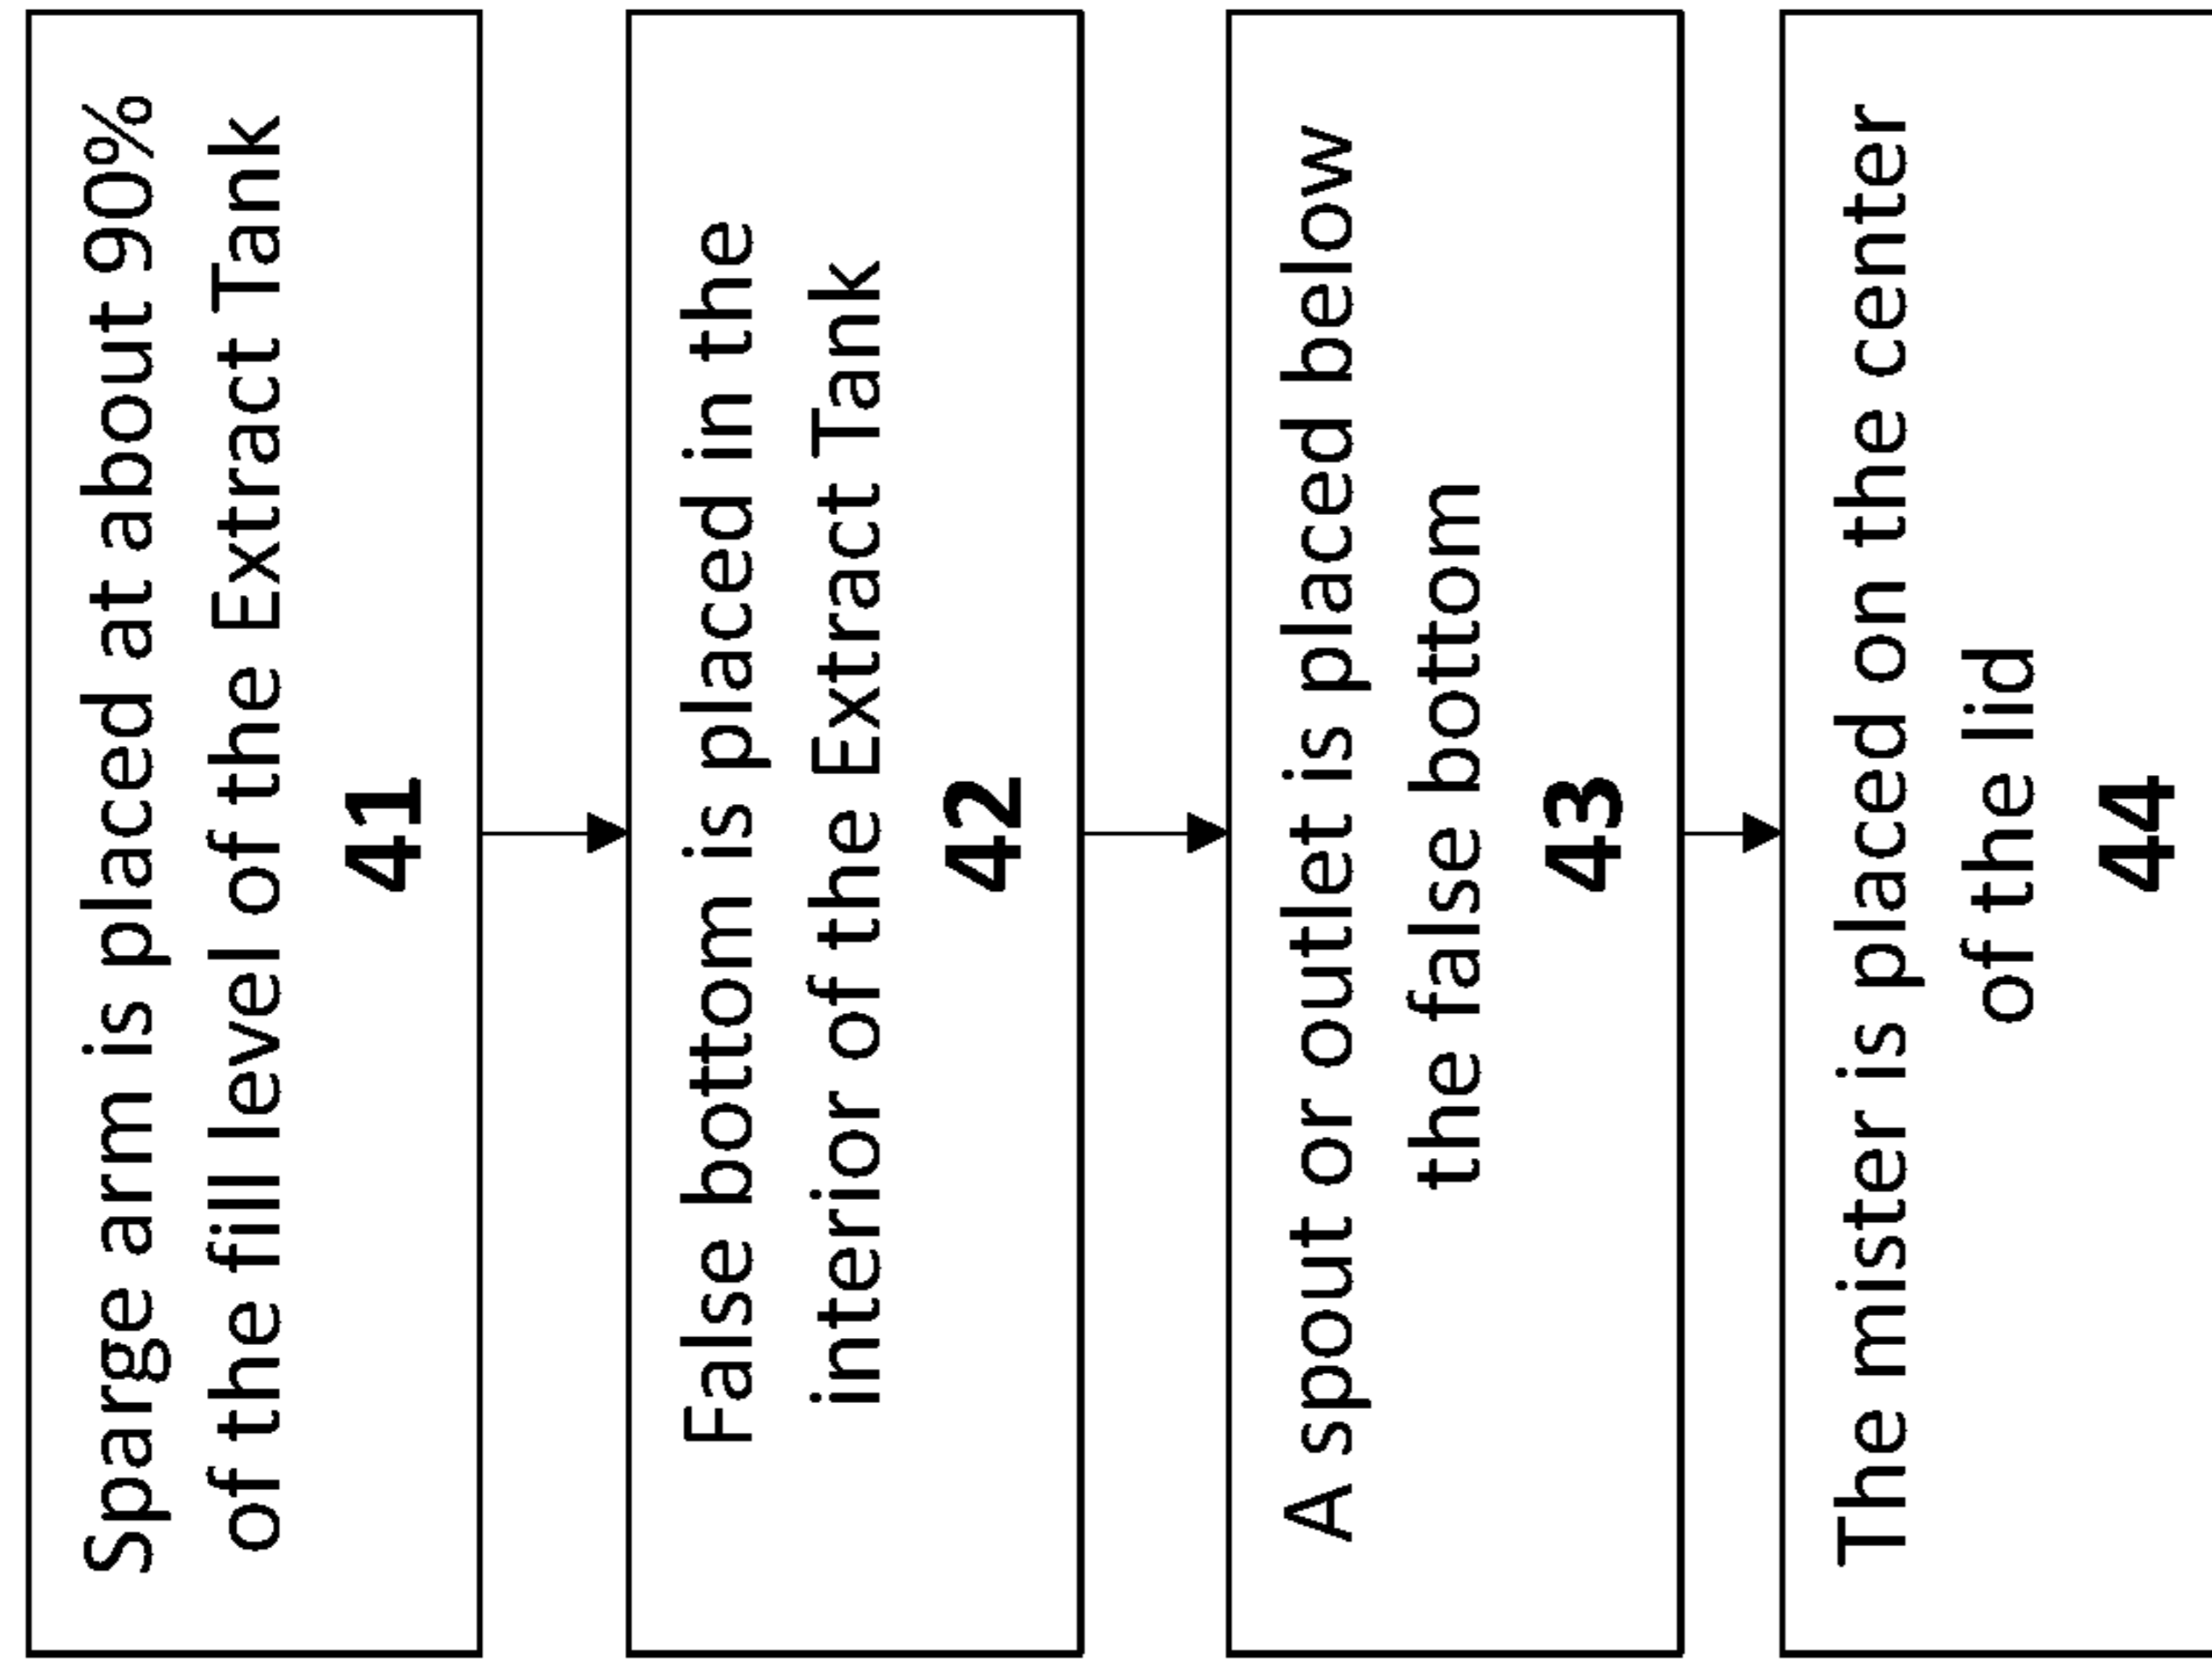 Sparge arm is placed at about 90%
of the fill level of the Extract Tank
41
False bottom is placed in the
interior of the Extract Tank
42
A spout or outlet is placed below
the false bottom
43
The mister is placed on the center
of the lid
44